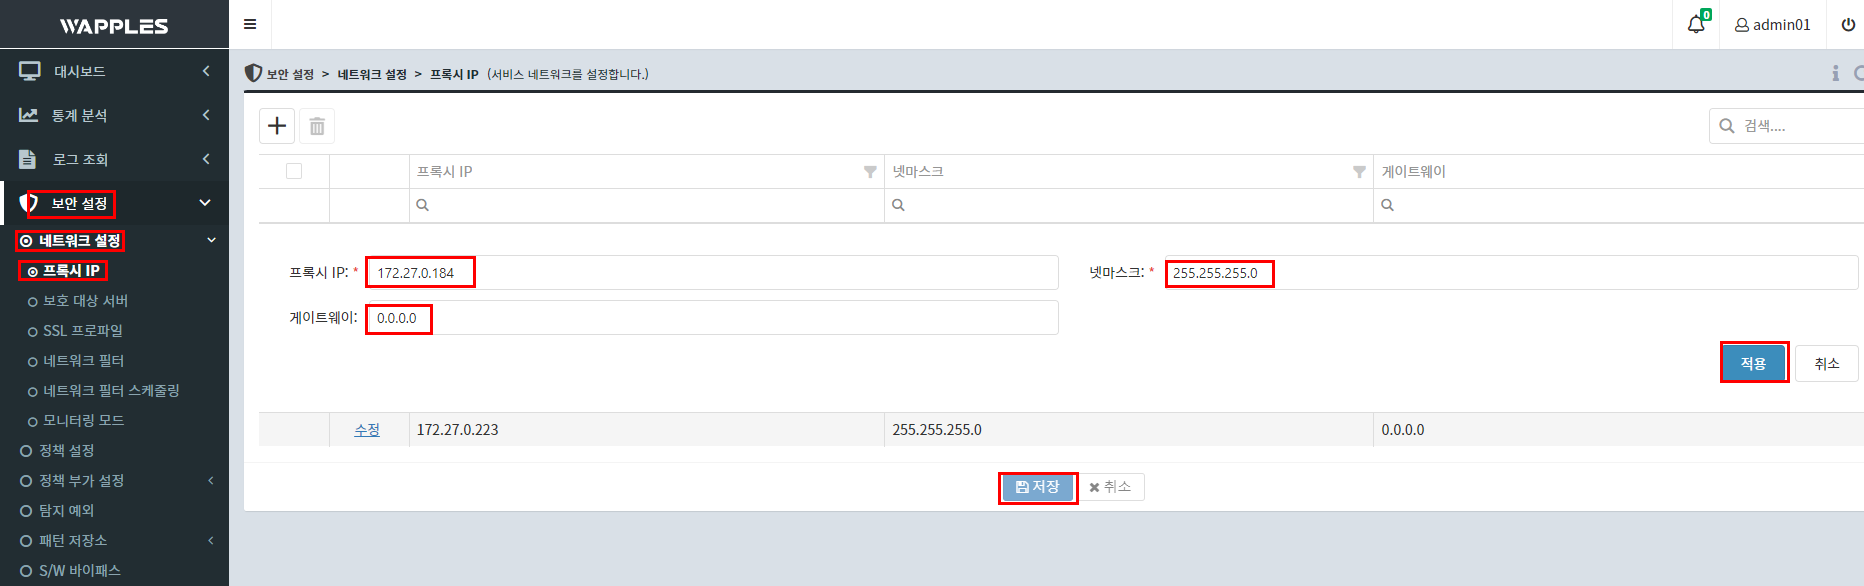 WAPPLES
0
admin01
대시보드
통계 분석
로그 조회
보안 설정
네트워크 설정
프록시 IP
보호 대상 서버
SSL 프로파일
네트워크 필터
네트워크 필터 스케줄링
모니터링 모드
정책 설정
정책 부가 설정
탐지 예외
패턴 저장소
S/W 바이패스
보안 설정 > 네트워크 설정 > 프록시 IP (서비스 네트워크를 설정합니다.)
검색....
프록시 IP 넷마스크 게이트웨이
프록시 IP: * 172.27.0.184 넷마스크: * 255.255.255.0
게이트웨이: 0.0.0.0
적용 취소
수정 172.27.0.223 255.255.255.0 0.0.0.0
저장 취소